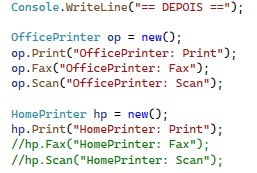 Console.WriteLine("== DEPOIS ==");
OfficePrinter op = new();
op.Print("OfficePrinter: Print");
op.Fax("OfficePrinter: Fax");
op.Scan("OfficePrinter: Scan");
HomePrinter hp = new();
hp.Print("HomePrinter: Print");
//hp.Fax("HomePrinter: Fax");
//hp.Scan("HomePrinter: Scan");